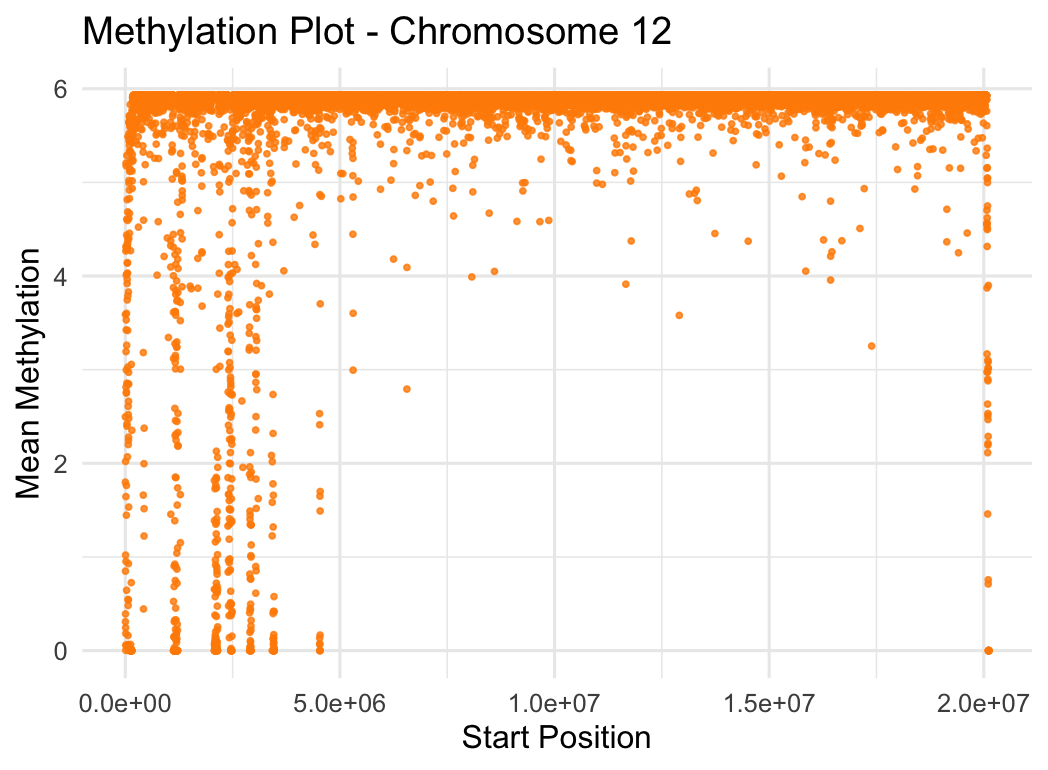 Methylation Plot - Chromosome 12
Mean Methylation
6
4
2
0
0.0e+00 5.0e+06 1.0e+07 1.5e+07 2.0e+07
Start Position